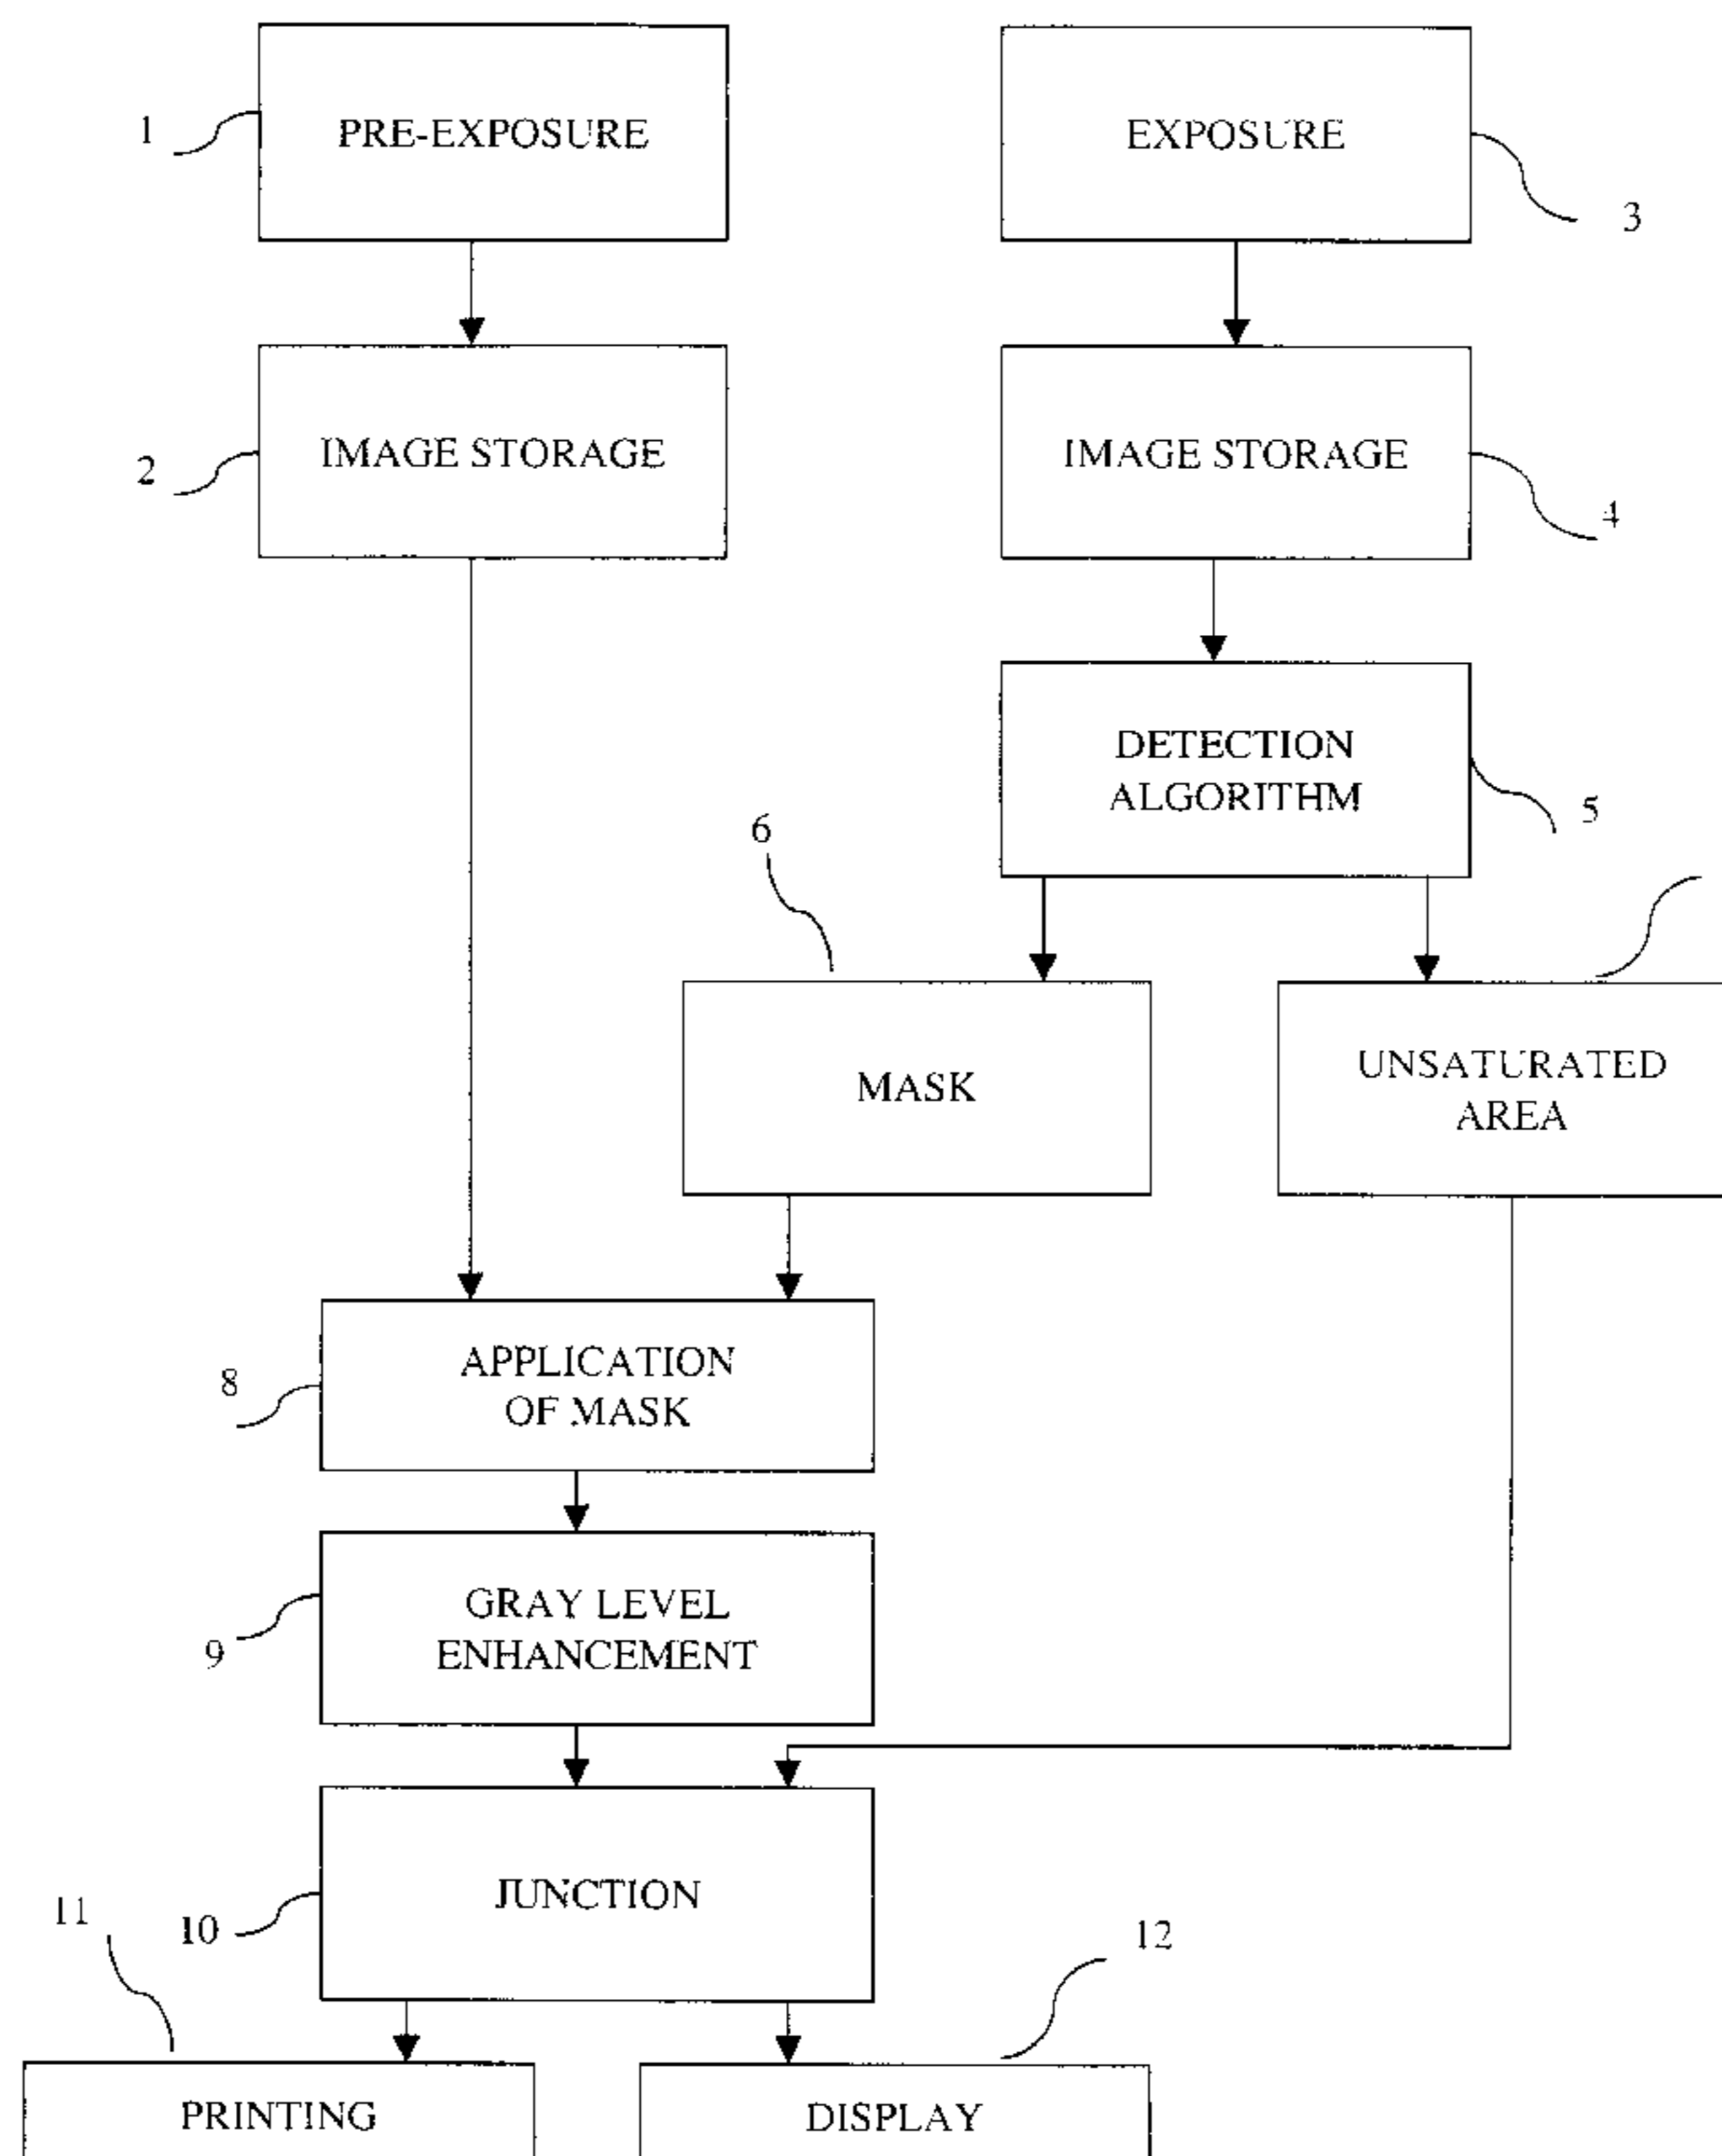 PRE-EXPOSURE
EXPOSURE
1
3
IMAGE STORAGE
IMAGE STORAGE
2
4
DETECTION
ALGORITHM
5
6
MASK
UNSATURATED
AREA
APPLICATION
OF MASK
8
GRAY LEVEL
ENHANCEMENT
9
JUNCTION
10
11
12
PRINTING
DISPLAY